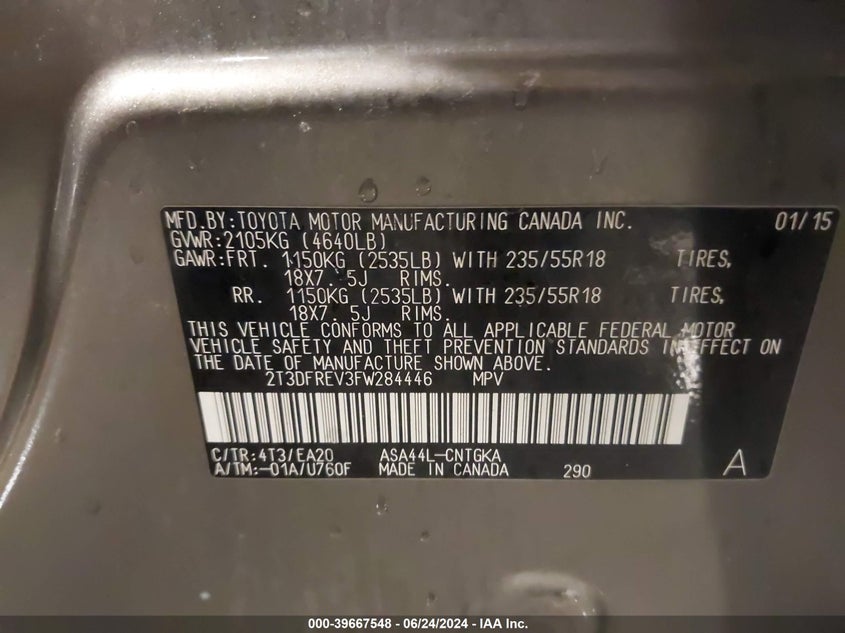 MFD.BY:TOYOTA MOTOR MANUFACTURING CANADA INC. 01/15
GVWR:2105KG (4640LB)
GAWR:FRT. 1150KG (2535LB) WITH 235/55R18 TIRES,
18X7. 5J RIMS.
RR. 1150KG (2535LB) WITH 235/55R18 TIRES,
18X7. 5J RIMS.
THIS VEHICLE CONFORMS TO ALL APPLICABLE FEDERAL MOTOR
VEHICLE SAFETY AND THEFT PREVENTION STANDARDS IN EFFECT ON
THE DATE OF MANUFACTURE SHOWN ABOVE.
2T3DFREV3FW284446 MPV
C/TR:4T3/EA20 ASA44L-CNTGKA
A/TM:-01A/U760F MADE IN CANADA 290 A
000-39667548 - 06/24/2024 - IAA Inc.